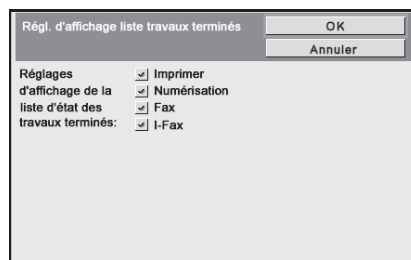 Régl. d'affichage liste travaux terminés
OK
Annuler
Réglages
d'affichage de la
liste d'état des
travaux terminés:
Imprimer
Numérisation
Fax
I-Fax